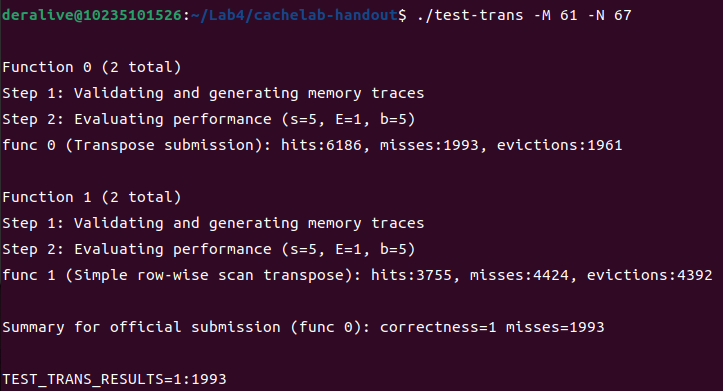 deralive@10235101526:~/Lab4/cachelab-handout$ ./test-trans -M 61 -N 67
Function 0 (2 total)
Step 1: Validating and generating memory traces
Step 2: Evaluating performance (s=5, E=1, b=5)
func 0 (Transpose submission): hits:6186, misses:1993, evictions:1961
Function 1 (2 total)
Step 1: Validating and generating memory traces
Step 2: Evaluating performance (s=5, E=1, b=5)
func 1 (Simple row-wise scan transpose): hits:3755, misses:4424, evictions:4392
Summary for official submission (func 0): correctness=1 misses=1993
TEST_TRANS_RESULTS=1:1993